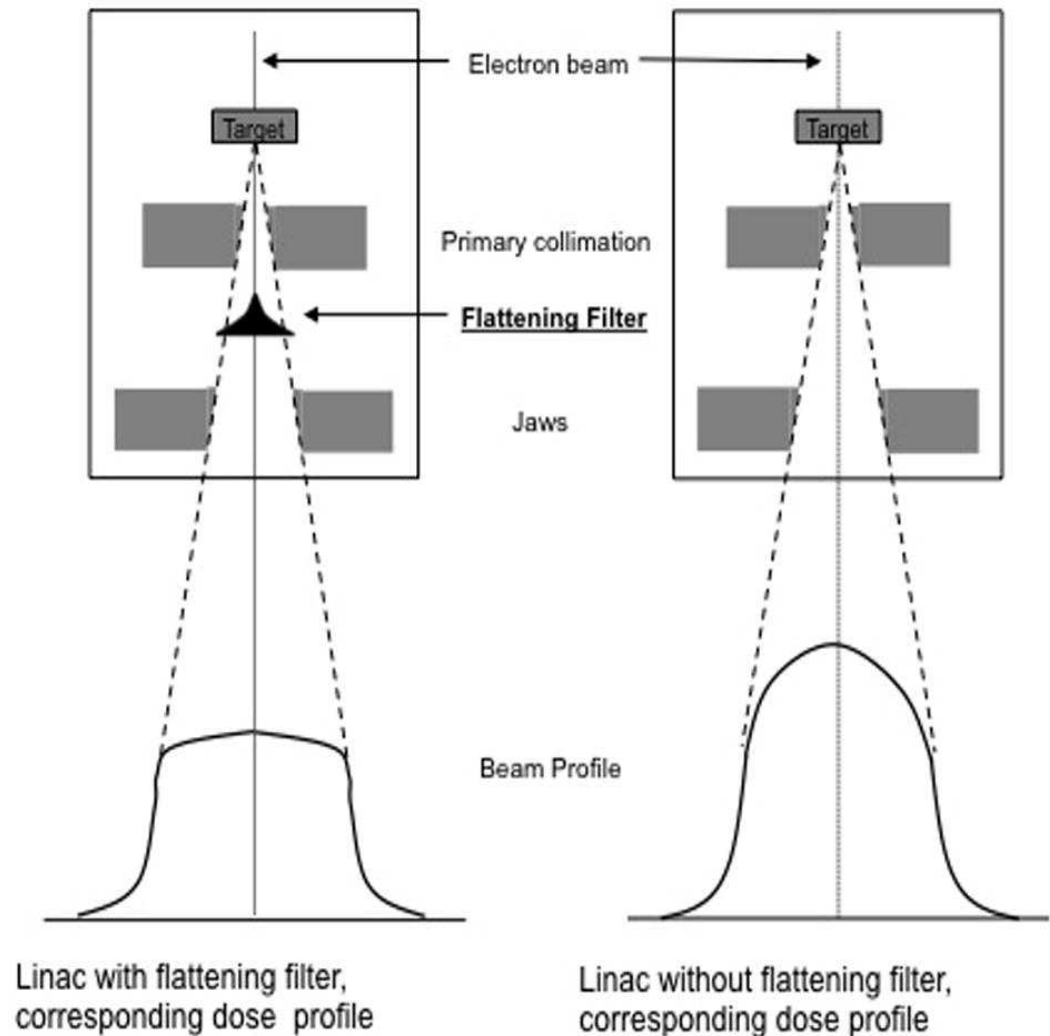 Electron beam
Target
Target
Primary collimation
Flattening Filter
Jaws
Beam Profile
Linac with flattening filter,
corresponding dose profile
Linac without flattening filter,
corresponding dose profile